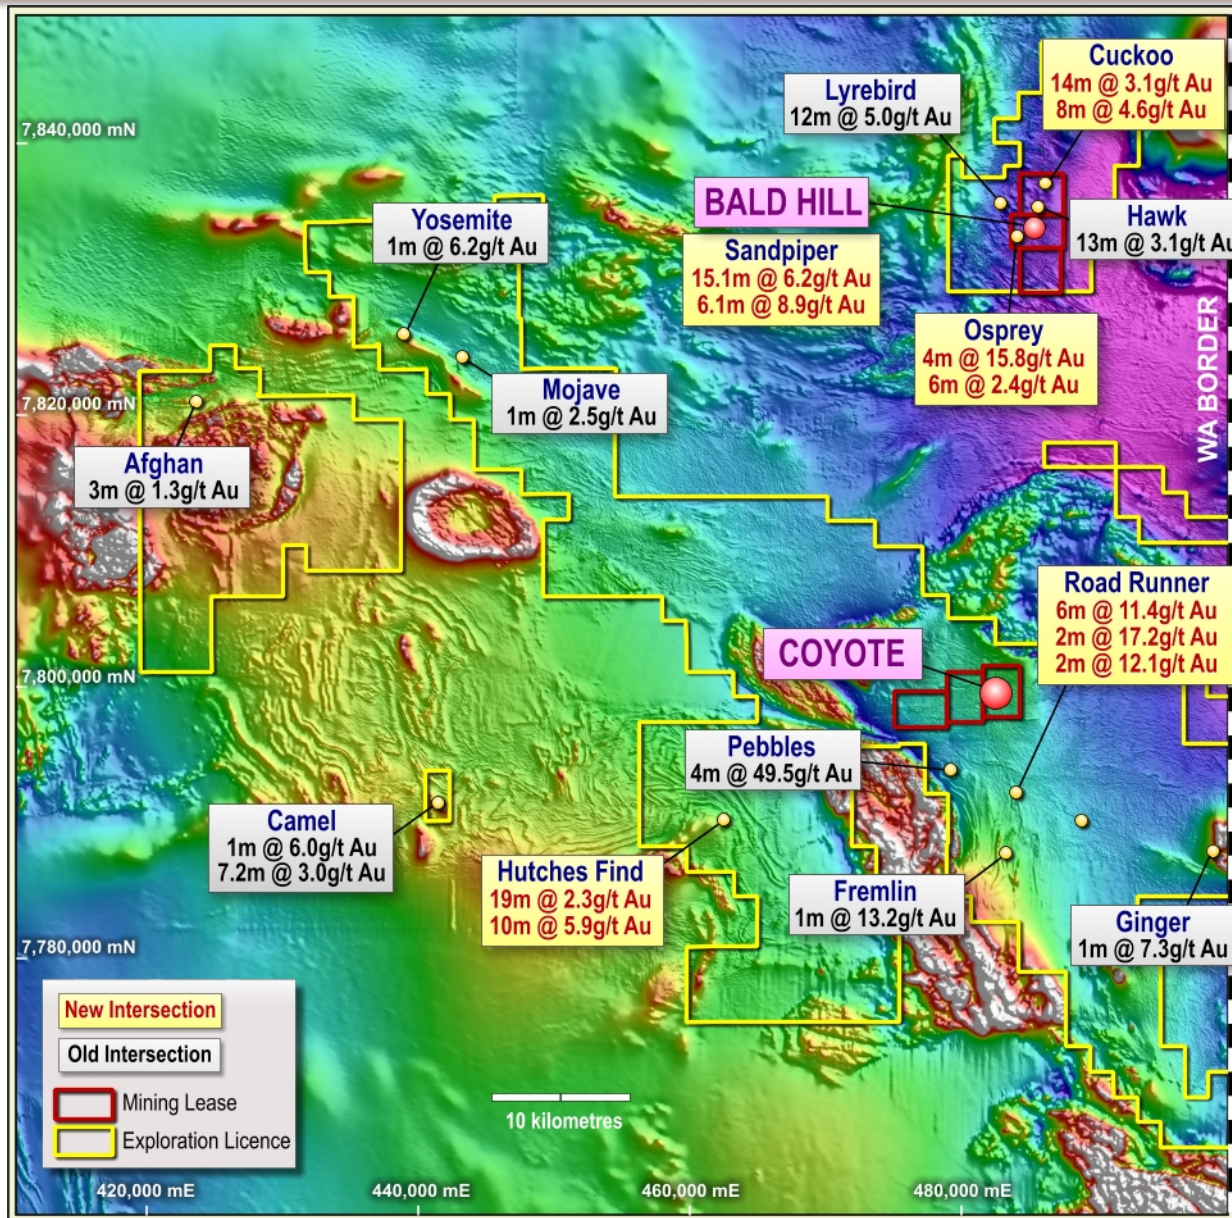 Cuckoo
14m @ 3.1g/t Au
8m @ 4.6g/t Au
Lyrebird
12m @ 5.0g/t Au
7,840,000 mN
BALD HILL
Hawk
13m @ 3.1g/t Au
Yosemite
1m @ 6.2g/t Au
Sandpiper
15.1m @ 6.2g/t Au
6.1m @ 8.9g/t Au
Osprey
4m @ 15.8g/t Au
6m @ 2.4g/t Au
WA BORDER
Mojave
1m @ 2.5g/t Au
7,820,000 mN
Afghan
3m @ 1.3g/t Au
Road Runner
6m @ 11.4g/t Au
2m @ 17.2g/t Au
2m @ 12.1g/t Au
COYOTE
7,800,000 mN
Pebbles
4m @ 49.5g/t Au
Camel
1m @ 6.0g/t Au
7.2m @ 3.0g/t Au
Hutches Find
19m @ 2.3g/t Au
10m @ 5.9g/t Au
Fremlin
1m @ 13.2g/t Au
Ginger
1m @ 7.3g/t Au
7,780,000 mN
New Intersection
Old Intersection
Mining Lease
Exploration Licence
10 kilometres
420,000 mE
440,000 mE
460,000 mE
480,000 mE